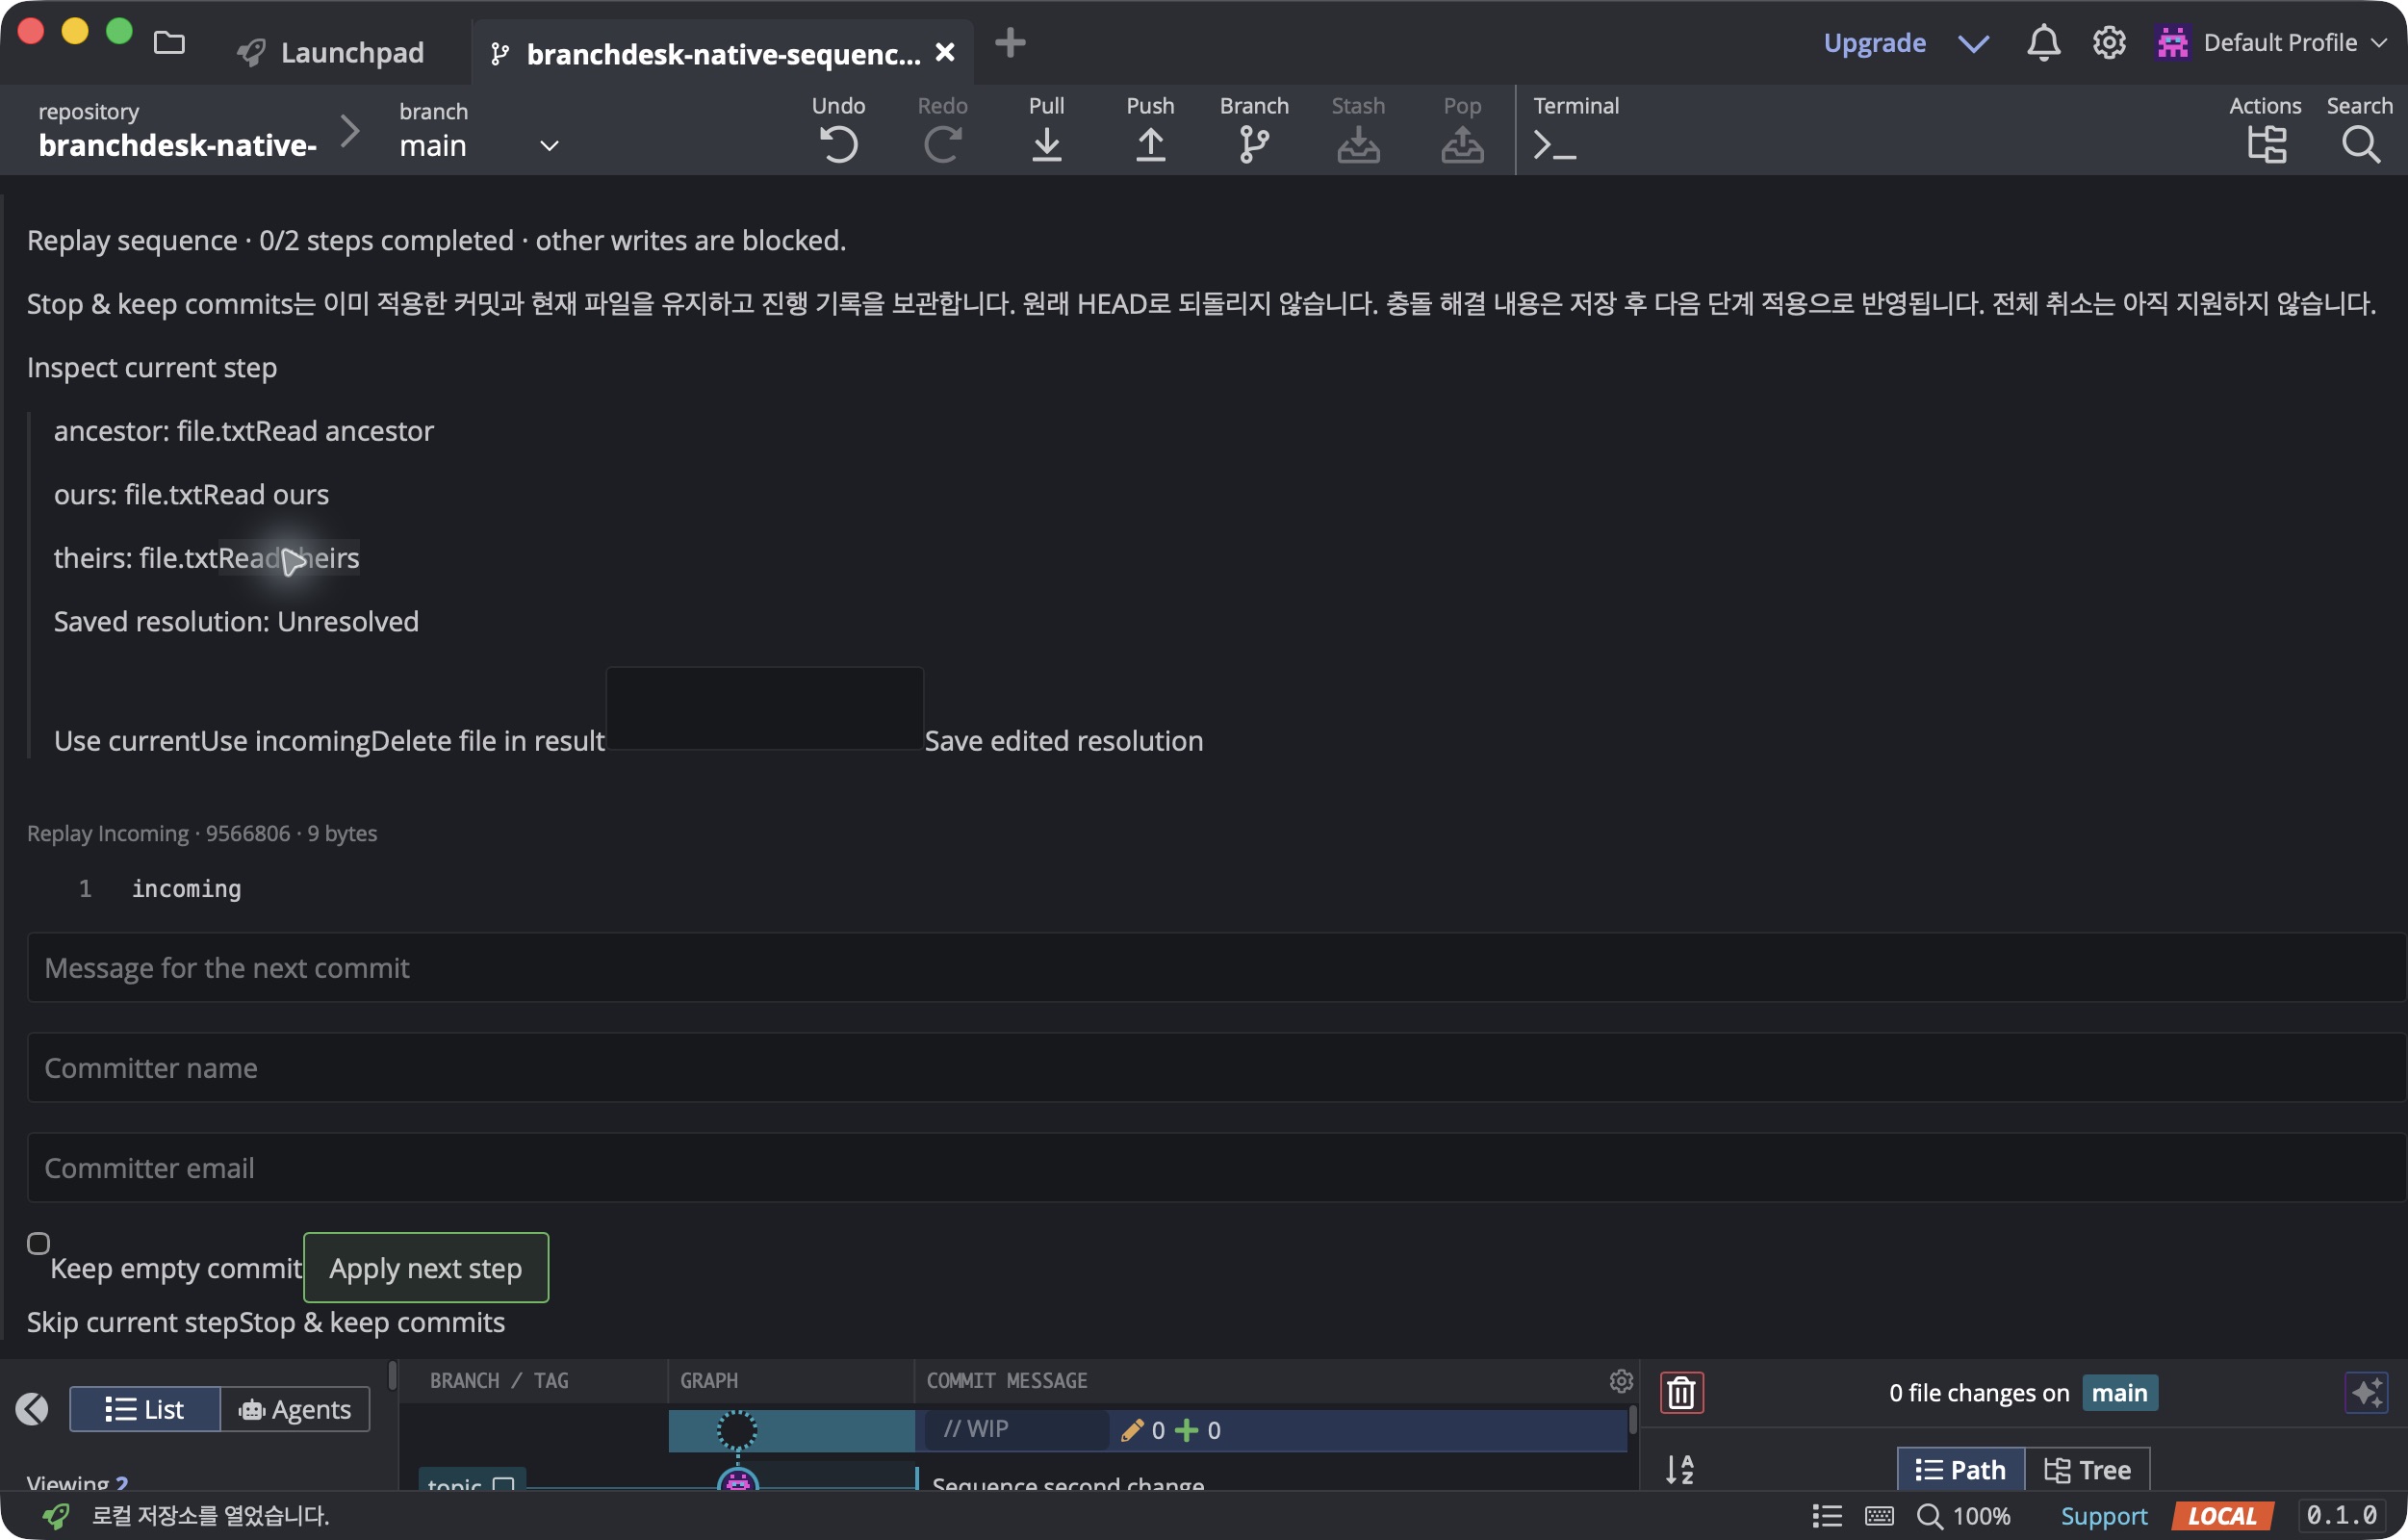 Launchpad
branchdesk-native-sequenc...
Upgrade
Default Profile
repository
branchdesk-native-
branch
main
Undo
Redo
Pull
Push
Branch
Stash
Pop
Terminal
Actions
Search
Replay sequence · 0/2 steps completed · other writes are blocked.
Stop & keep commits는 이미 적용한 커밋과 현재 파일을 유지하고 진행 기록을 보관합니다. 원래 HEAD로 되돌리지 않습니다. 충돌 해결 내용은 저장 후 다음 단계 적용으로 반영됩니다. 전체 취소는 아직 지원하지 않습니다.
Inspect current step
ancestor: file.txtRead ancestor
ours: file.txtRead ours
theirs: file.txtRead theirs
Saved resolution: Unresolved
Use currentUse incomingDelete file in result
Save edited resolution
Replay Incoming · 9566806 · 9 bytes
1 incoming
Message for the next commit
Committer name
Committer email
Keep empty commit
Apply next step
Skip current stepStop & keep commits
List
Agents
Viewing 2
BRANCH / TAG
GRAPH
COMMIT MESSAGE
// WIP
0
0
topic
Sequence second change
0 file changes on main
A
Z
Path
Tree
로컬 저장소를 열었습니다.
100%
Support
LOCAL
0.1.0